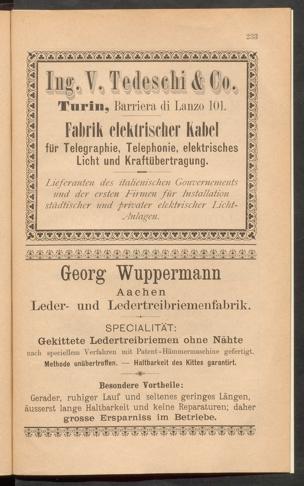 233
Ing. V. Tedeschi & Co.
Turin, Barriera di Lanzo 101.
Fabrik elektrischer Kabel
für Telegraphie, Telephonie, elektrisches
Licht und Kraftübertragung.
Lieferanten des italienischen Gouvernements
und der ersten Firmen für Installation
städtischer und privater elektrischer Licht-
Anlagen.
Georg Wuppermann
Aachen
Leder- und Ledertreibriemenfabrik.
SPECIALITÄT:
Gekittete Ledertreibriemen ohne Nähte
nach speciellem Verfahren mit Patent-Hämmermaschine gefertigt.
Methode unübertroffen. — Haltbarkeit des Kittes garantirt.
Besondere Vortheile:
Gerader, ruhiger Lauf und seltenes geringes Längen,
äusserst lange Haltbarkeit und keine Reparaturen; daher
grosse Ersparniss im Betriebe.